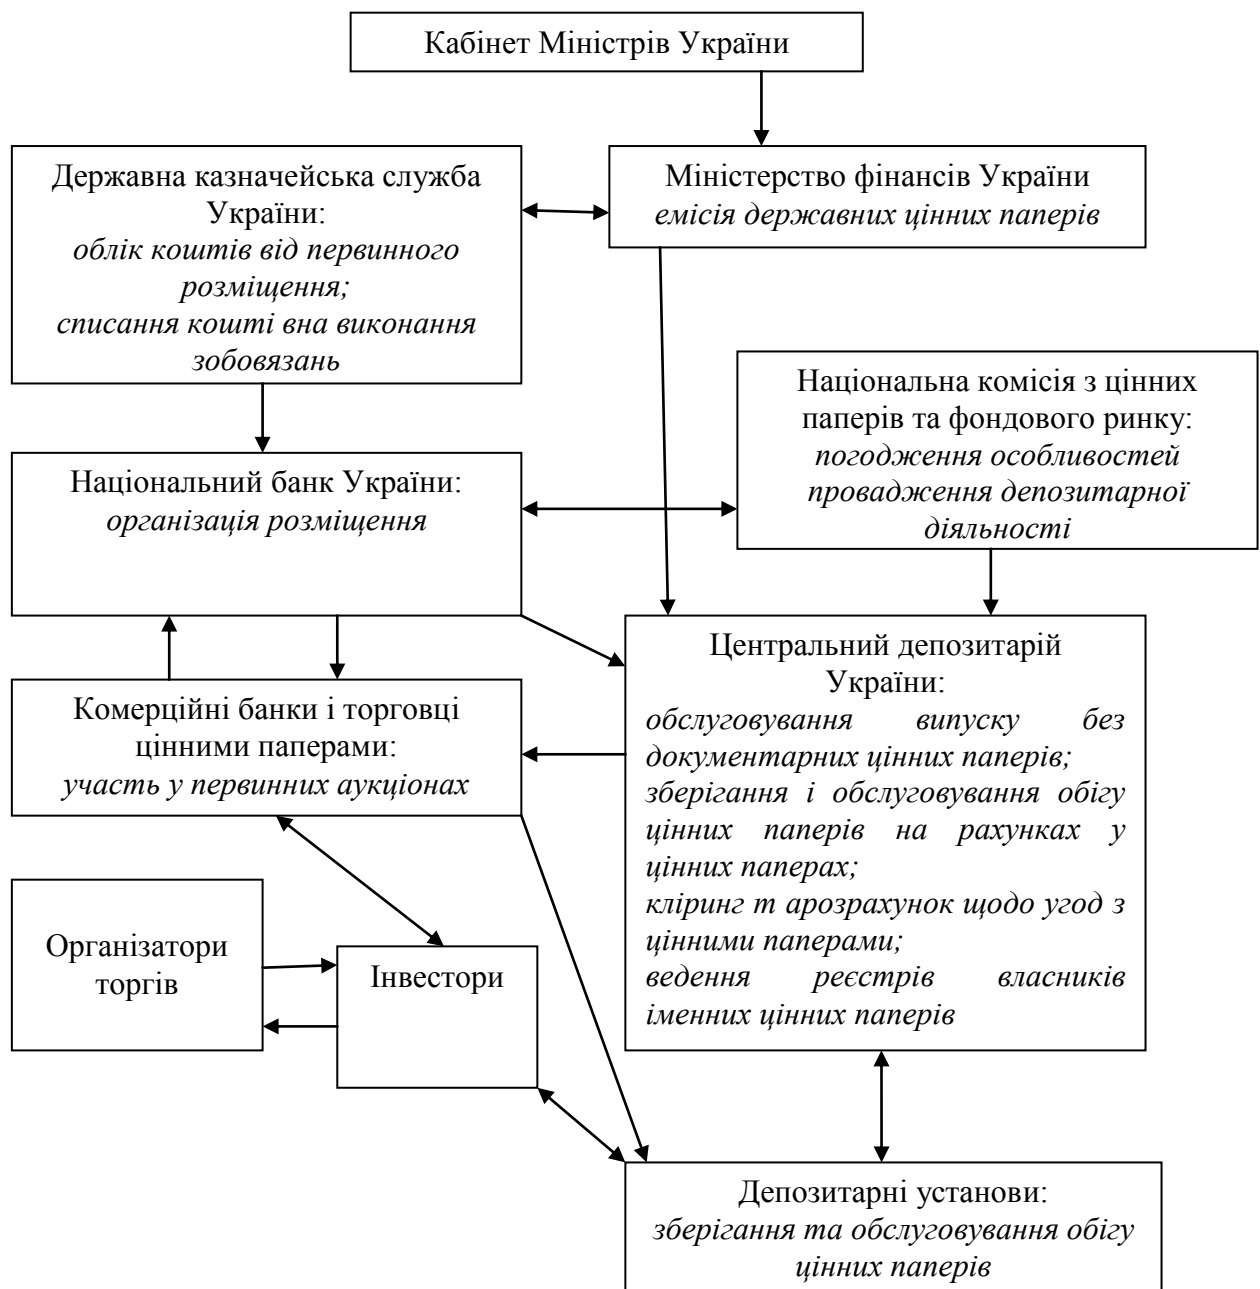 Кабінет Міністрів України
Державна казначейська служба
України:
облік коштів від первинного
розміщення;
списання кошті вна виконання
зобовязань
Міністерство фінансів України
емісія державних цінних паперів
Національна комісія з цінних
паперів та фондового ринку:
погодження особливостей
провадження депозитарної
діяльності
Національний банк України:
організація розміщення
Центральний депозитарій
України:
обслуговування випуску без
документарних цінних паперів;
зберігання і обслуговування обігу
цінних паперів на рахунках у
цінних паперах;
кліринг т арозрахунок щодо угод з
цінними паперами;
ведення реєстрів власників
іменних цінних паперів
Комерційні банки і торговці
цінними паперами:
участь у первинних аукціонах
Організатори
торгів
Інвестори
Депозитарні установи:
зберігання та обслуговування обігу
цінних паперів